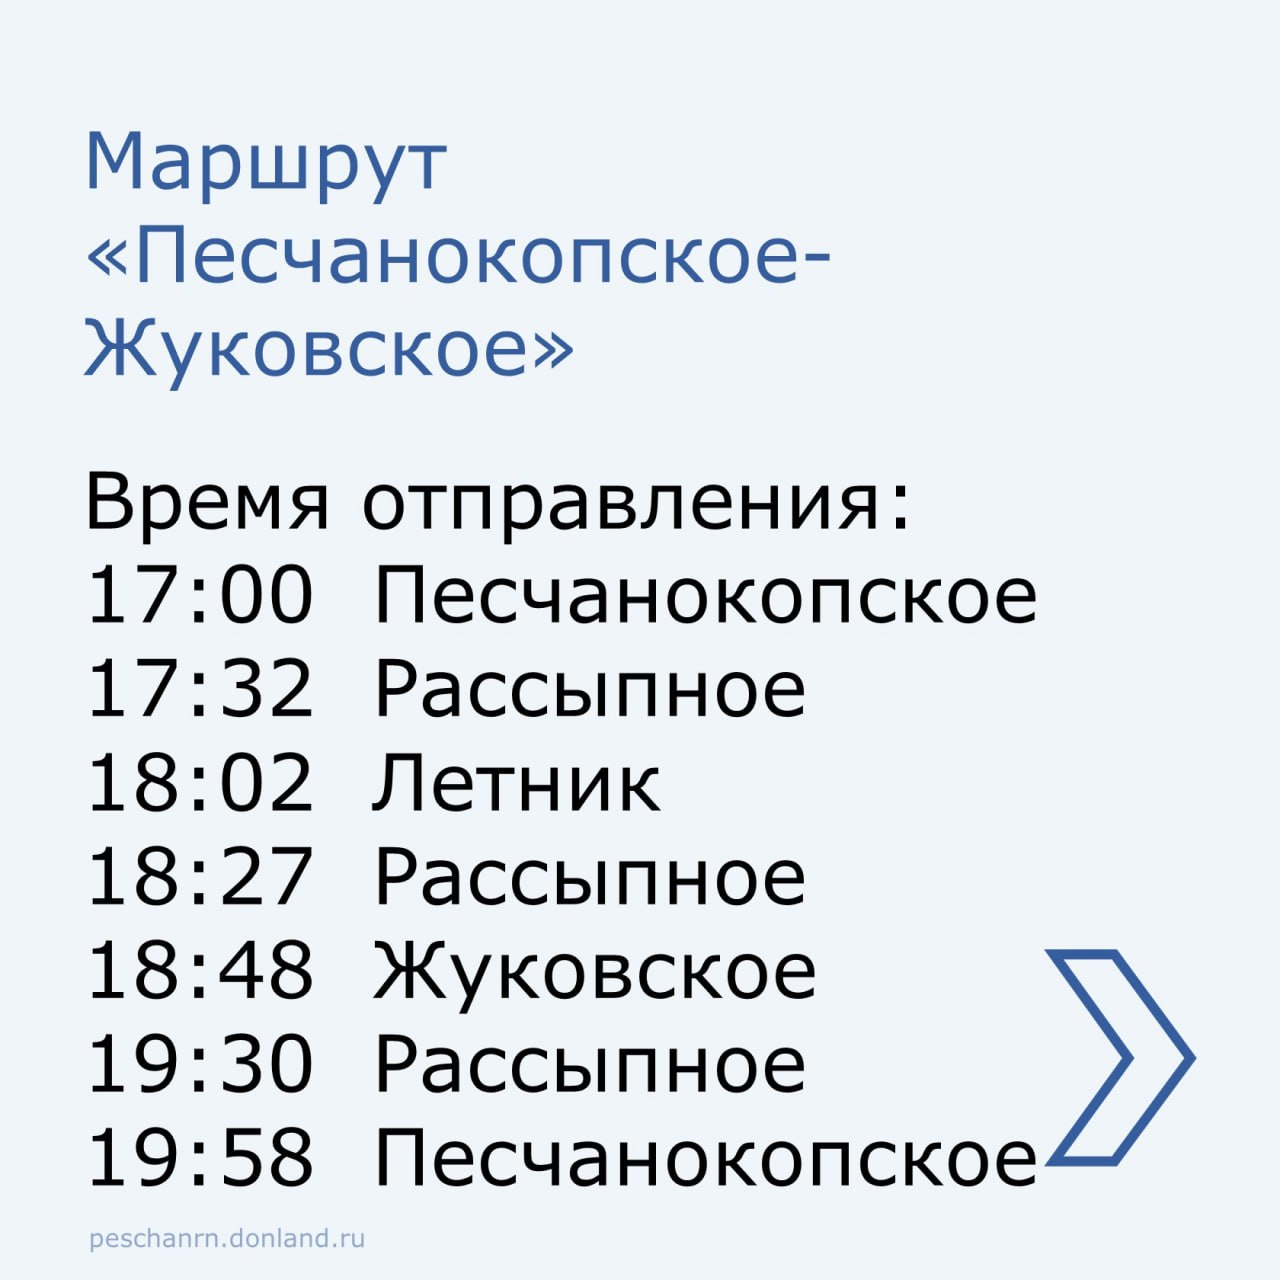 Маршрут
«Песчанокопское-
Жуковское»
Время отправления:
17:00 Песчанокопское
17:32 Рассыпное
18:02 Летник
18:27 Рассыпное
18:48 Жуковское
19:30 Рассыпное
19:58 Песчанокопское
peschanrn.donland.ru